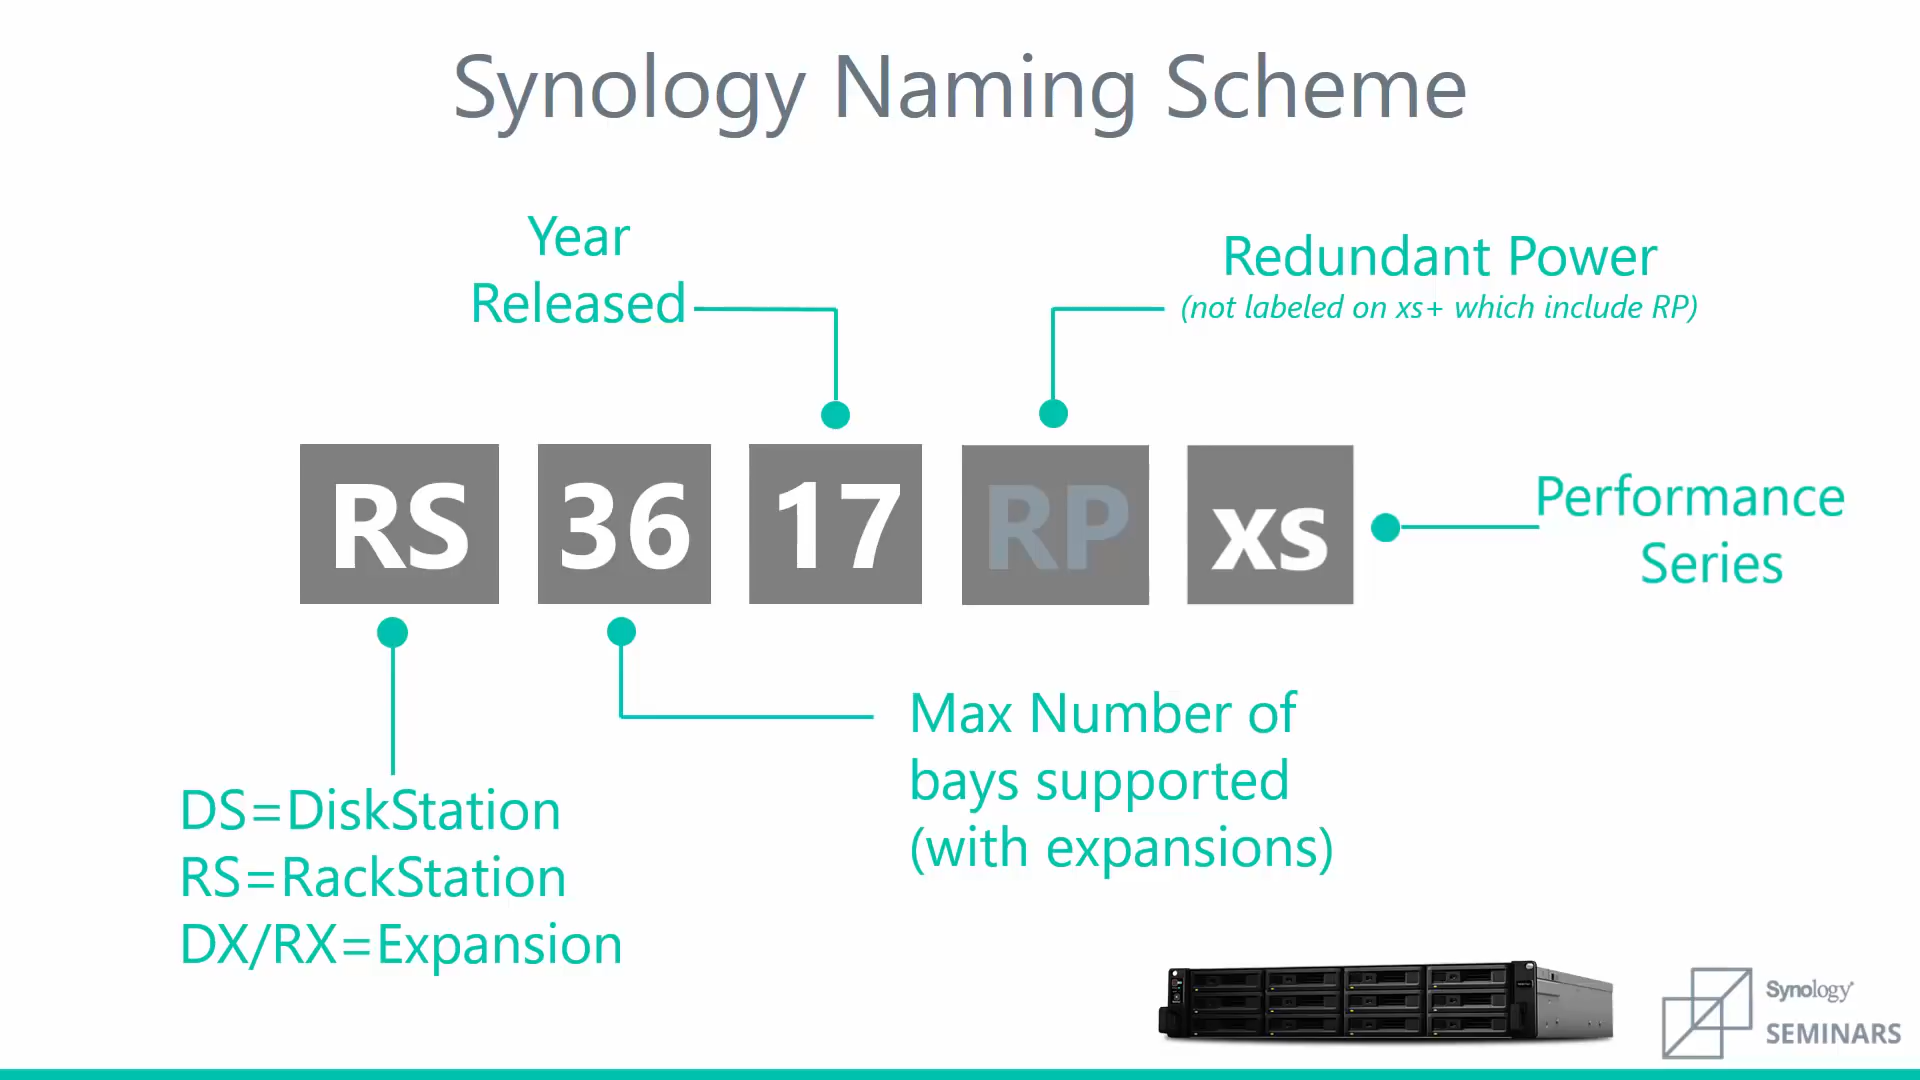 Synology Naming Scheme
Year
Released
Redundant Power
(not labeled on xs+ which include RP)
RS 36 17 RP xs
Performance
Series
Max Number of
bays supported
(with expansions)
DS=DiskStation
RS=RackStation
DX/RX=Expansion
Synology
SEMINARS